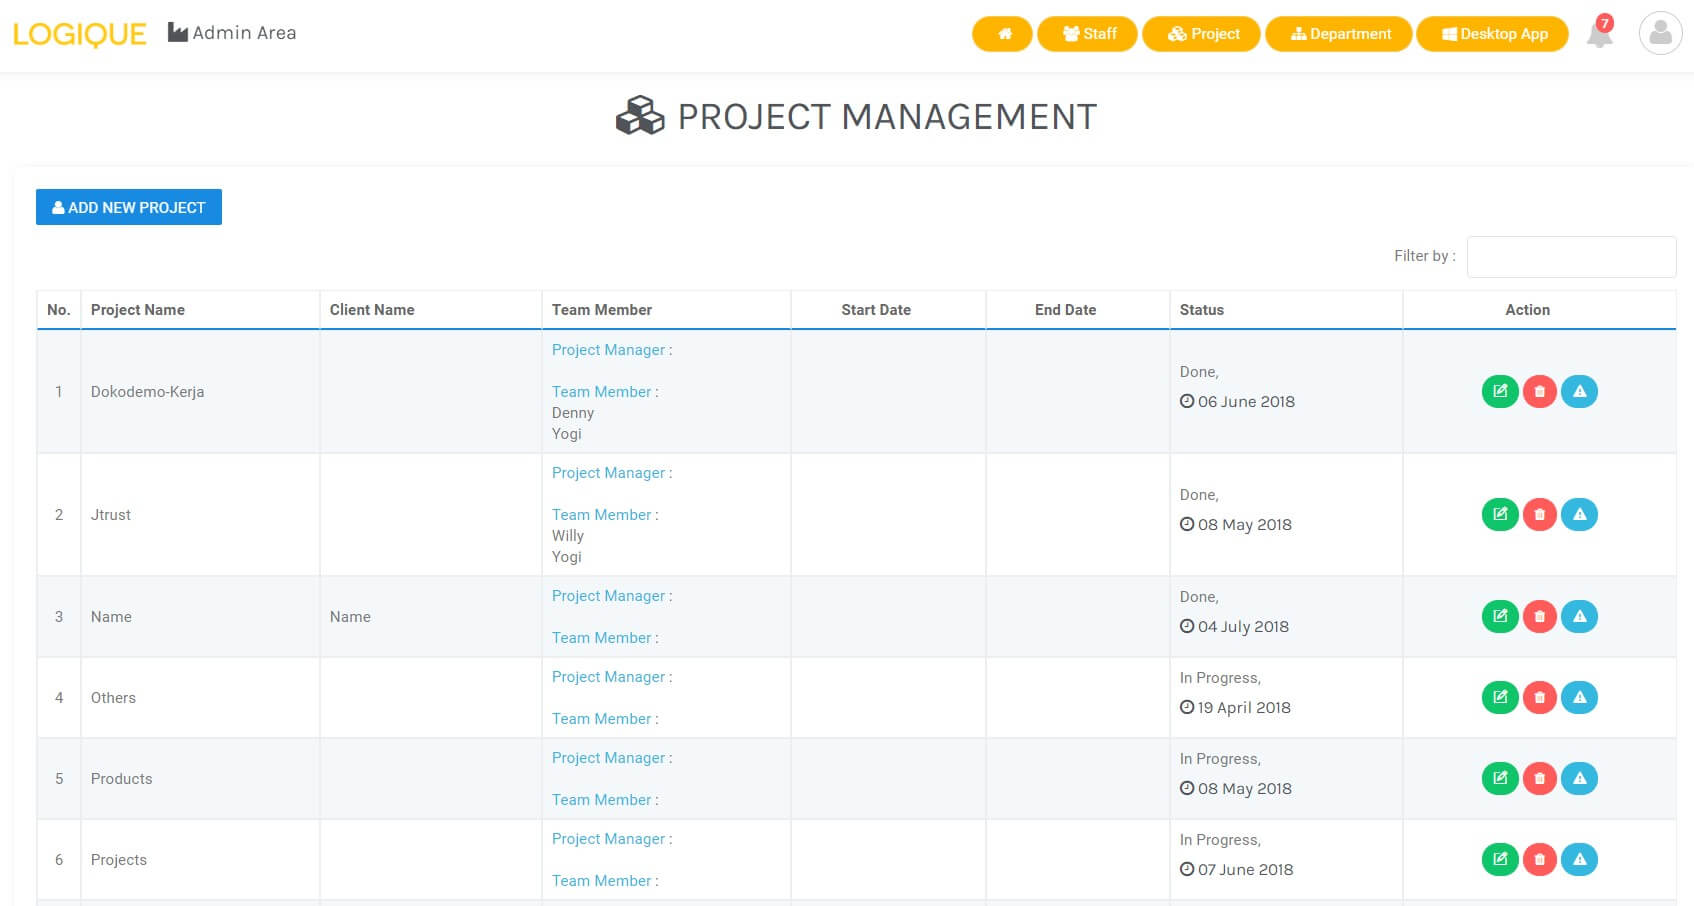 LOGIQUE Admin Area
Staff
Project
Department
Desktop App
7
PROJECT MANAGEMENT
ADD NEW PROJECT
Filter by :
No. Project Name Client Name Team Member Start Date End Date Status Action
1 Dokodemo-Kerja
Project Manager :
Team Member :
Denny
Yogi
Done,
06 June 2018
2 Jtrust
Project Manager :
Team Member :
Willy
Yogi
Done,
08 May 2018
3 Name Name
Project Manager :
Team Member :
Done,
04 July 2018
4 Others
Project Manager :
Team Member :
In Progress,
19 April 2018
5 Products
Project Manager :
Team Member :
In Progress,
08 May 2018
6 Projects
Project Manager :
Team Member :
In Progress,
07 June 2018